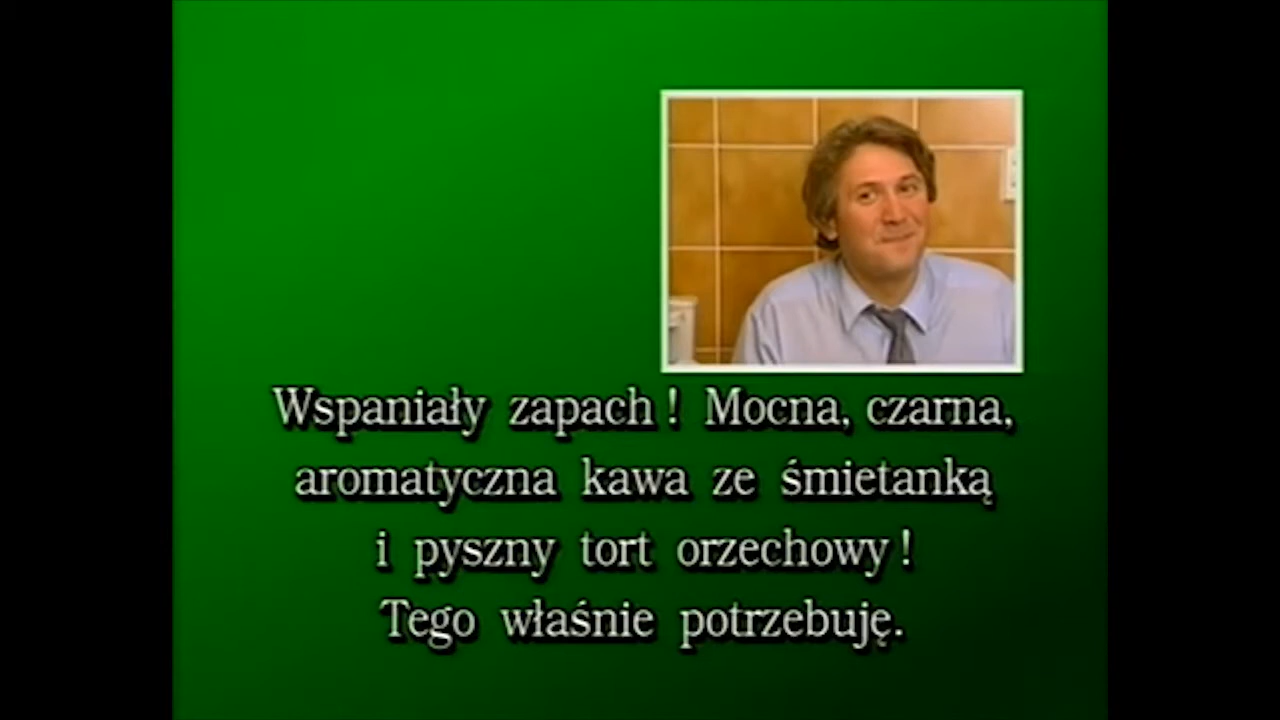 Wspaniały zapach ! Mocna, czarna,
aromatyczna kawa ze śmietanką
i pyszny tort orzechowy !
Tego właśnie potrzebuję.